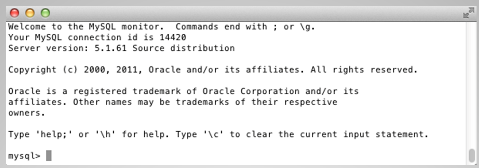 Welcome to the MySQL monitor.  Commands end with ; or \g.
Your MySQL connection id is 14420
Server version: 5.1.61 Source distribution
Copyright (c) 2000, 2011, Oracle and/or its affiliates. All rights reserved.
Oracle is a registered trademark of Oracle Corporation and/or its
affiliates. Other names may be trademarks of their respective
owners.
Type 'help;' or '\h' for help. Type '\c' to clear the current input statement.
mysql>